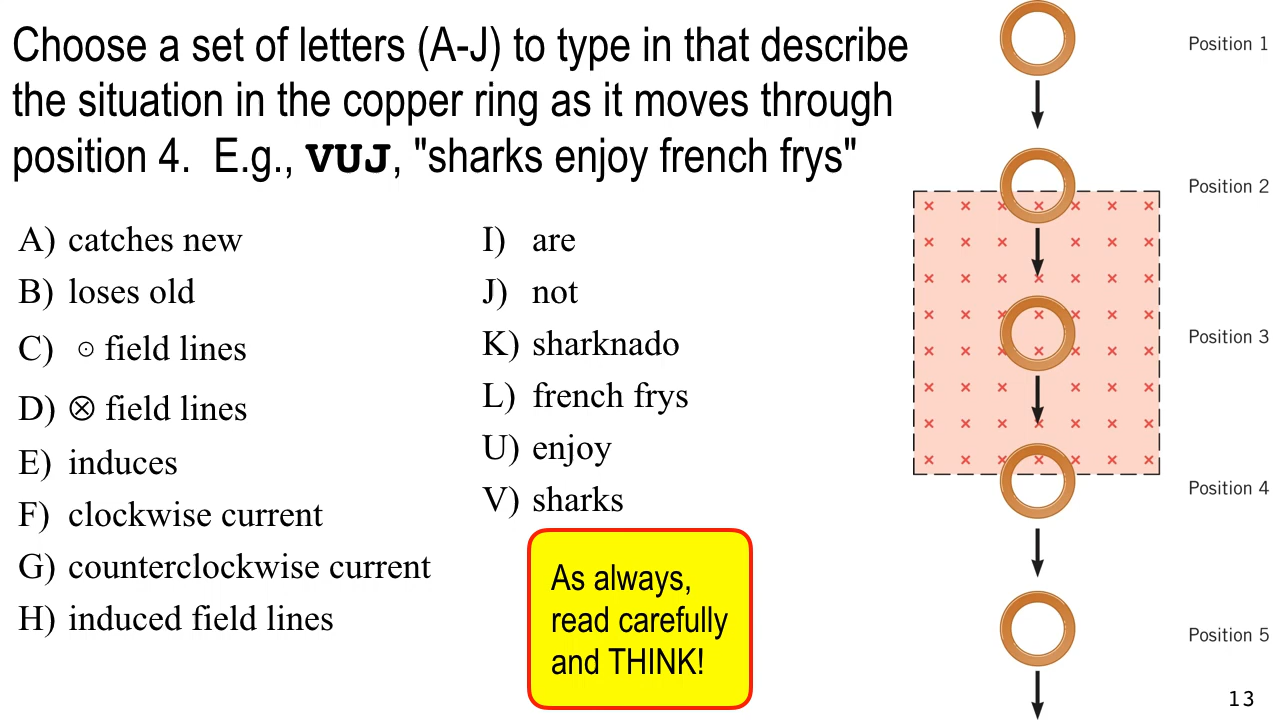 Choose a set of letters (A-J) to type in that describe
the situation in the copper ring as it moves through
position 4. E.g., VUJ, "sharks enjoy french frys"
A) catches new
B) loses old
C) ⊙ field lines
D) ⊗ field lines
E) induces
F) clockwise current
G) counterclockwise current
H) induced field lines
I) are
J) not
K) sharknado
L) french frys
U) enjoy
V) sharks
As always,
read carefully
and THINK!
Position 1
Position 2
Position 3
Position 4
Position 5
13